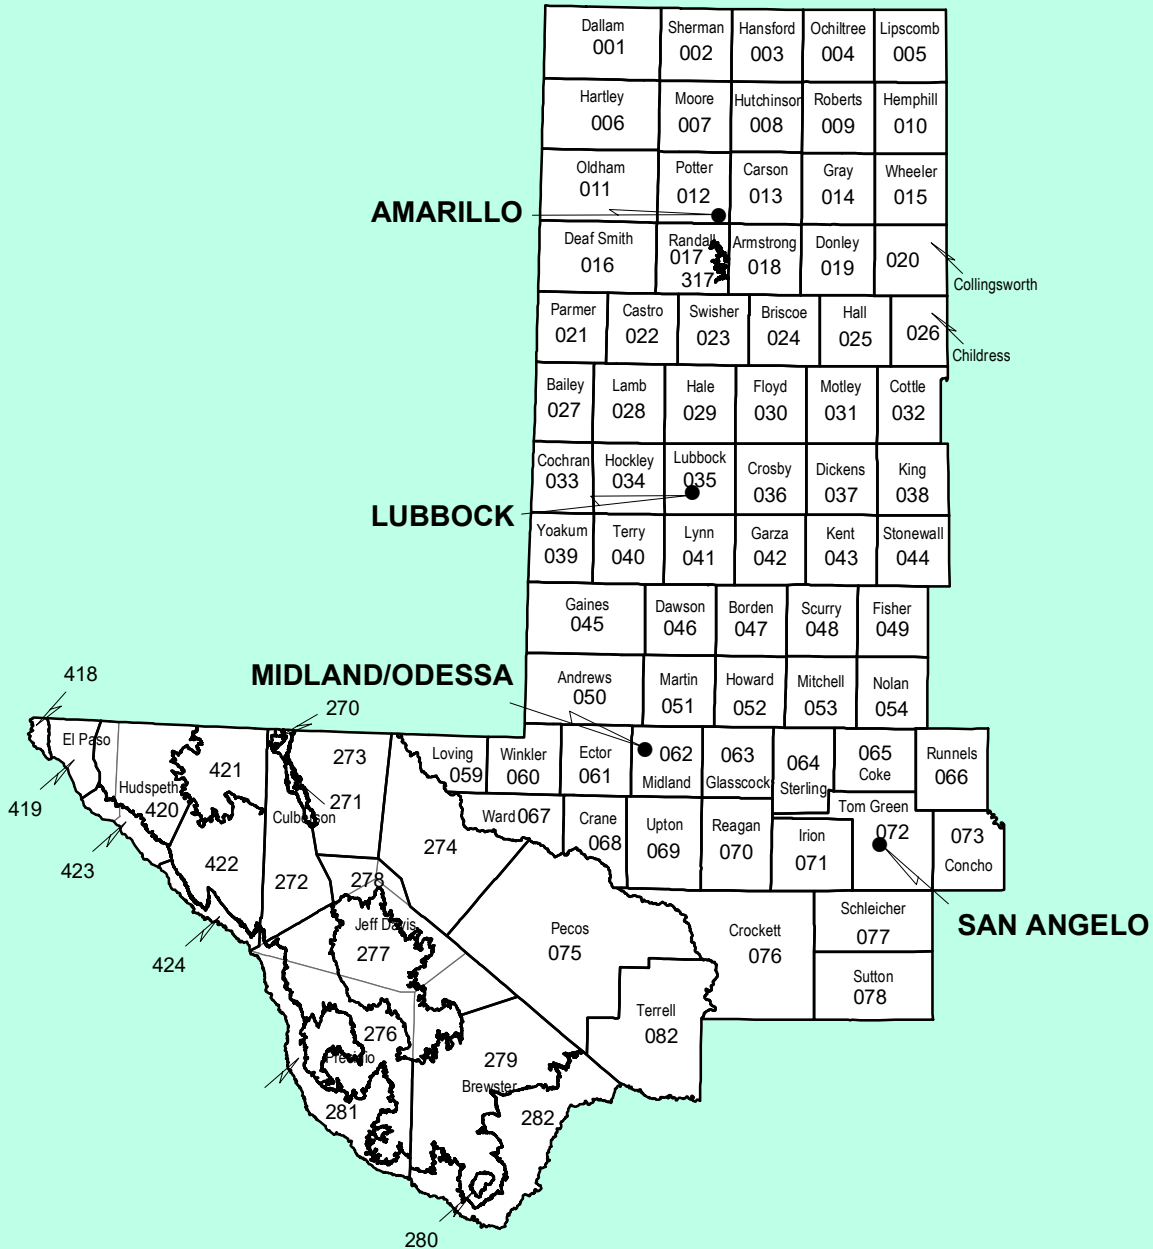 Dallam
001
Sherman
002
Hansford
003
Ochiltree
004
Lipscomb
005
Hartley
006
Moore
007
Hutchinson
008
Roberts
009
Hemphill
010
Oldham
011
Potter
012
Carson
013
Gray
014
Wheeler
015
AMARILLO
Deaf Smith
016
Randall
017
317
Armstrong
018
Donley
019
020
Collingsworth
Parmer
021
Castro
022
Swisher
023
Briscoe
024
Hall
025
026
Childress
Bailey
027
Lamb
028
Hale
029
Floyd
030
Motley
031
Cottle
032
Cochran
033
Hockley
034
Lubbock
035
Crosby
036
Dickens
037
King
038
LUBBOCK
Yoakum
039
Terry
040
Lynn
041
Garza
042
Kent
043
Stonewall
044
Gaines
045
Dawson
046
Borden
047
Scurry
048
Fisher
049
MIDLAND/ODESSA
Andrews
050
Martin
051
Howard
052
Mitchell
053
Nolan
054
418
270
El Paso
419
Hudspeth
420
421
273
271
Culberson
Loving
059
Winkler
060
Ector
061
062
Midland
063
Glasscock
064
Sterling
065
Coke
Runnels
066
Ward 067
Crane
068
Upton
069
Reagan
070
Irion
071
Tom Green
072
073
Concho
423
422
272
278
274
424
Jeff Davis
277
Pecos
075
Crockett
076
Schleicher
077
SAN ANGELO
Sutton
078
Terrell
082
276
Presidio
279
Brewster
281
282
280